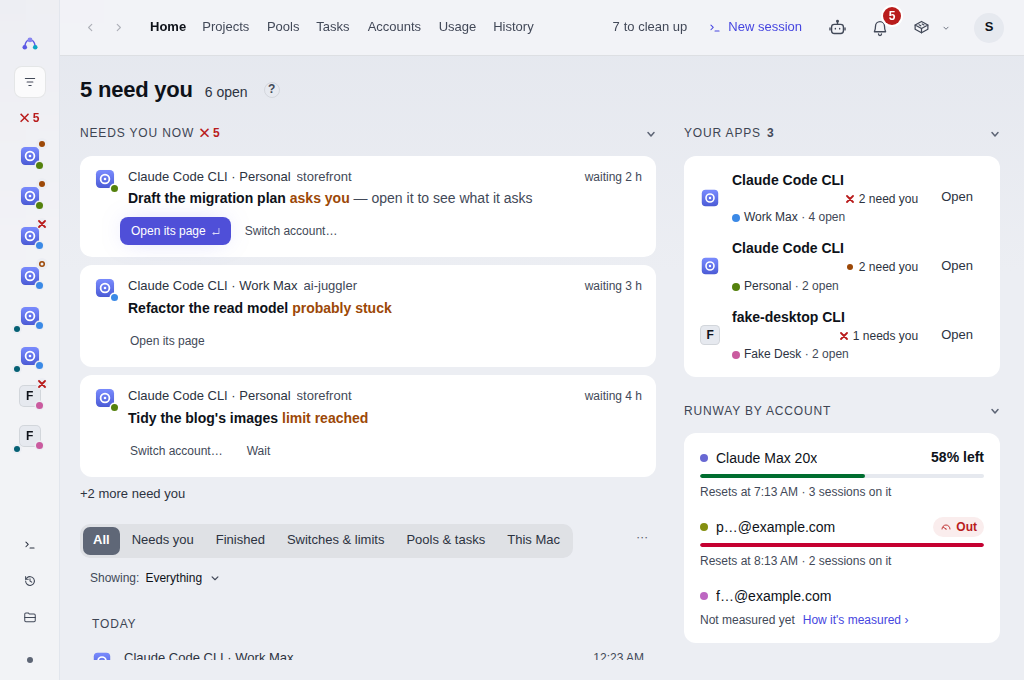 Home Projects Pools Tasks Accounts Usage History 7 to clean up New session 5 S
5
F
F
5 need you 6 open ?
NEEDS YOU NOW 5
Claude Code CLI · Personal storefront waiting 2 h
Draft the migration plan asks you — open it to see what it asks
Open its page Switch account…
Claude Code CLI · Work Max ai-juggler waiting 3 h
Refactor the read model probably stuck
Open its page
Claude Code CLI · Personal storefront waiting 4 h
Tidy the blog's images limit reached
Switch account… Wait
+2 more need you
All Needs you Finished Switches & limits Pools & tasks This Mac ···
Showing: Everything
TODAY
Claude Code CLI · Work Max 12:23 AM
YOUR APPS 3
Claude Code CLI
2 need you Open
Work Max · 4 open
Claude Code CLI
2 need you Open
Personal · 2 open
F fake-desktop CLI
1 needs you Open
Fake Desk · 2 open
RUNWAY BY ACCOUNT
Claude Max 20x 58% left
Resets at 7:13 AM · 3 sessions on it
p…@example.com Out
Resets at 8:13 AM · 2 sessions on it
f…@example.com
Not measured yet How it's measured ›